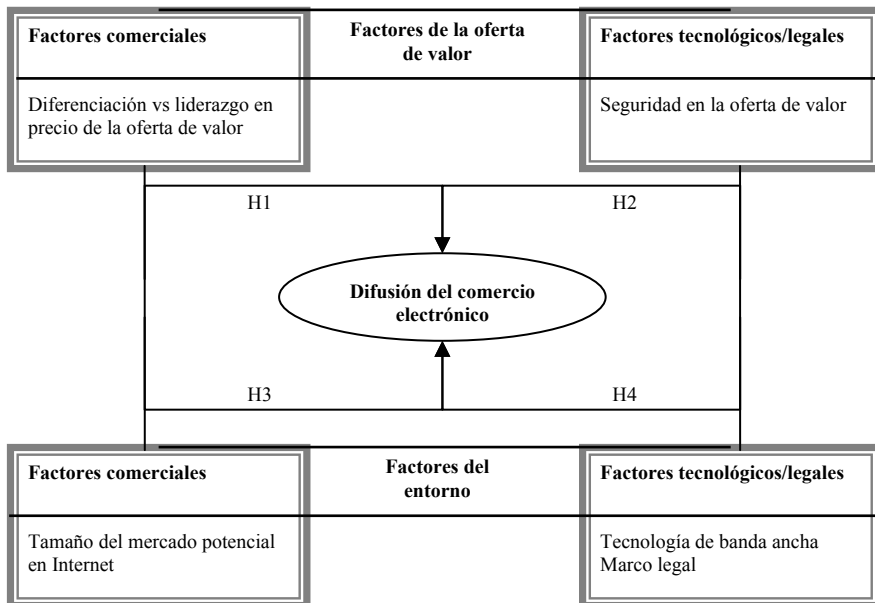 Factores comerciales
Diferenciación vs liderazgo en
precio de la oferta de valor
Factores de la oferta
de valor
Factores tecnológicos/legales
Seguridad en la oferta de valor
H1
H2
Difusión del comercio
electrónico
H3
H4
Factores comerciales
Tamaño del mercado potencial
en Internet
Factores del
entorno
Factores tecnológicos/legales
Tecnología de banda ancha
Marco legal